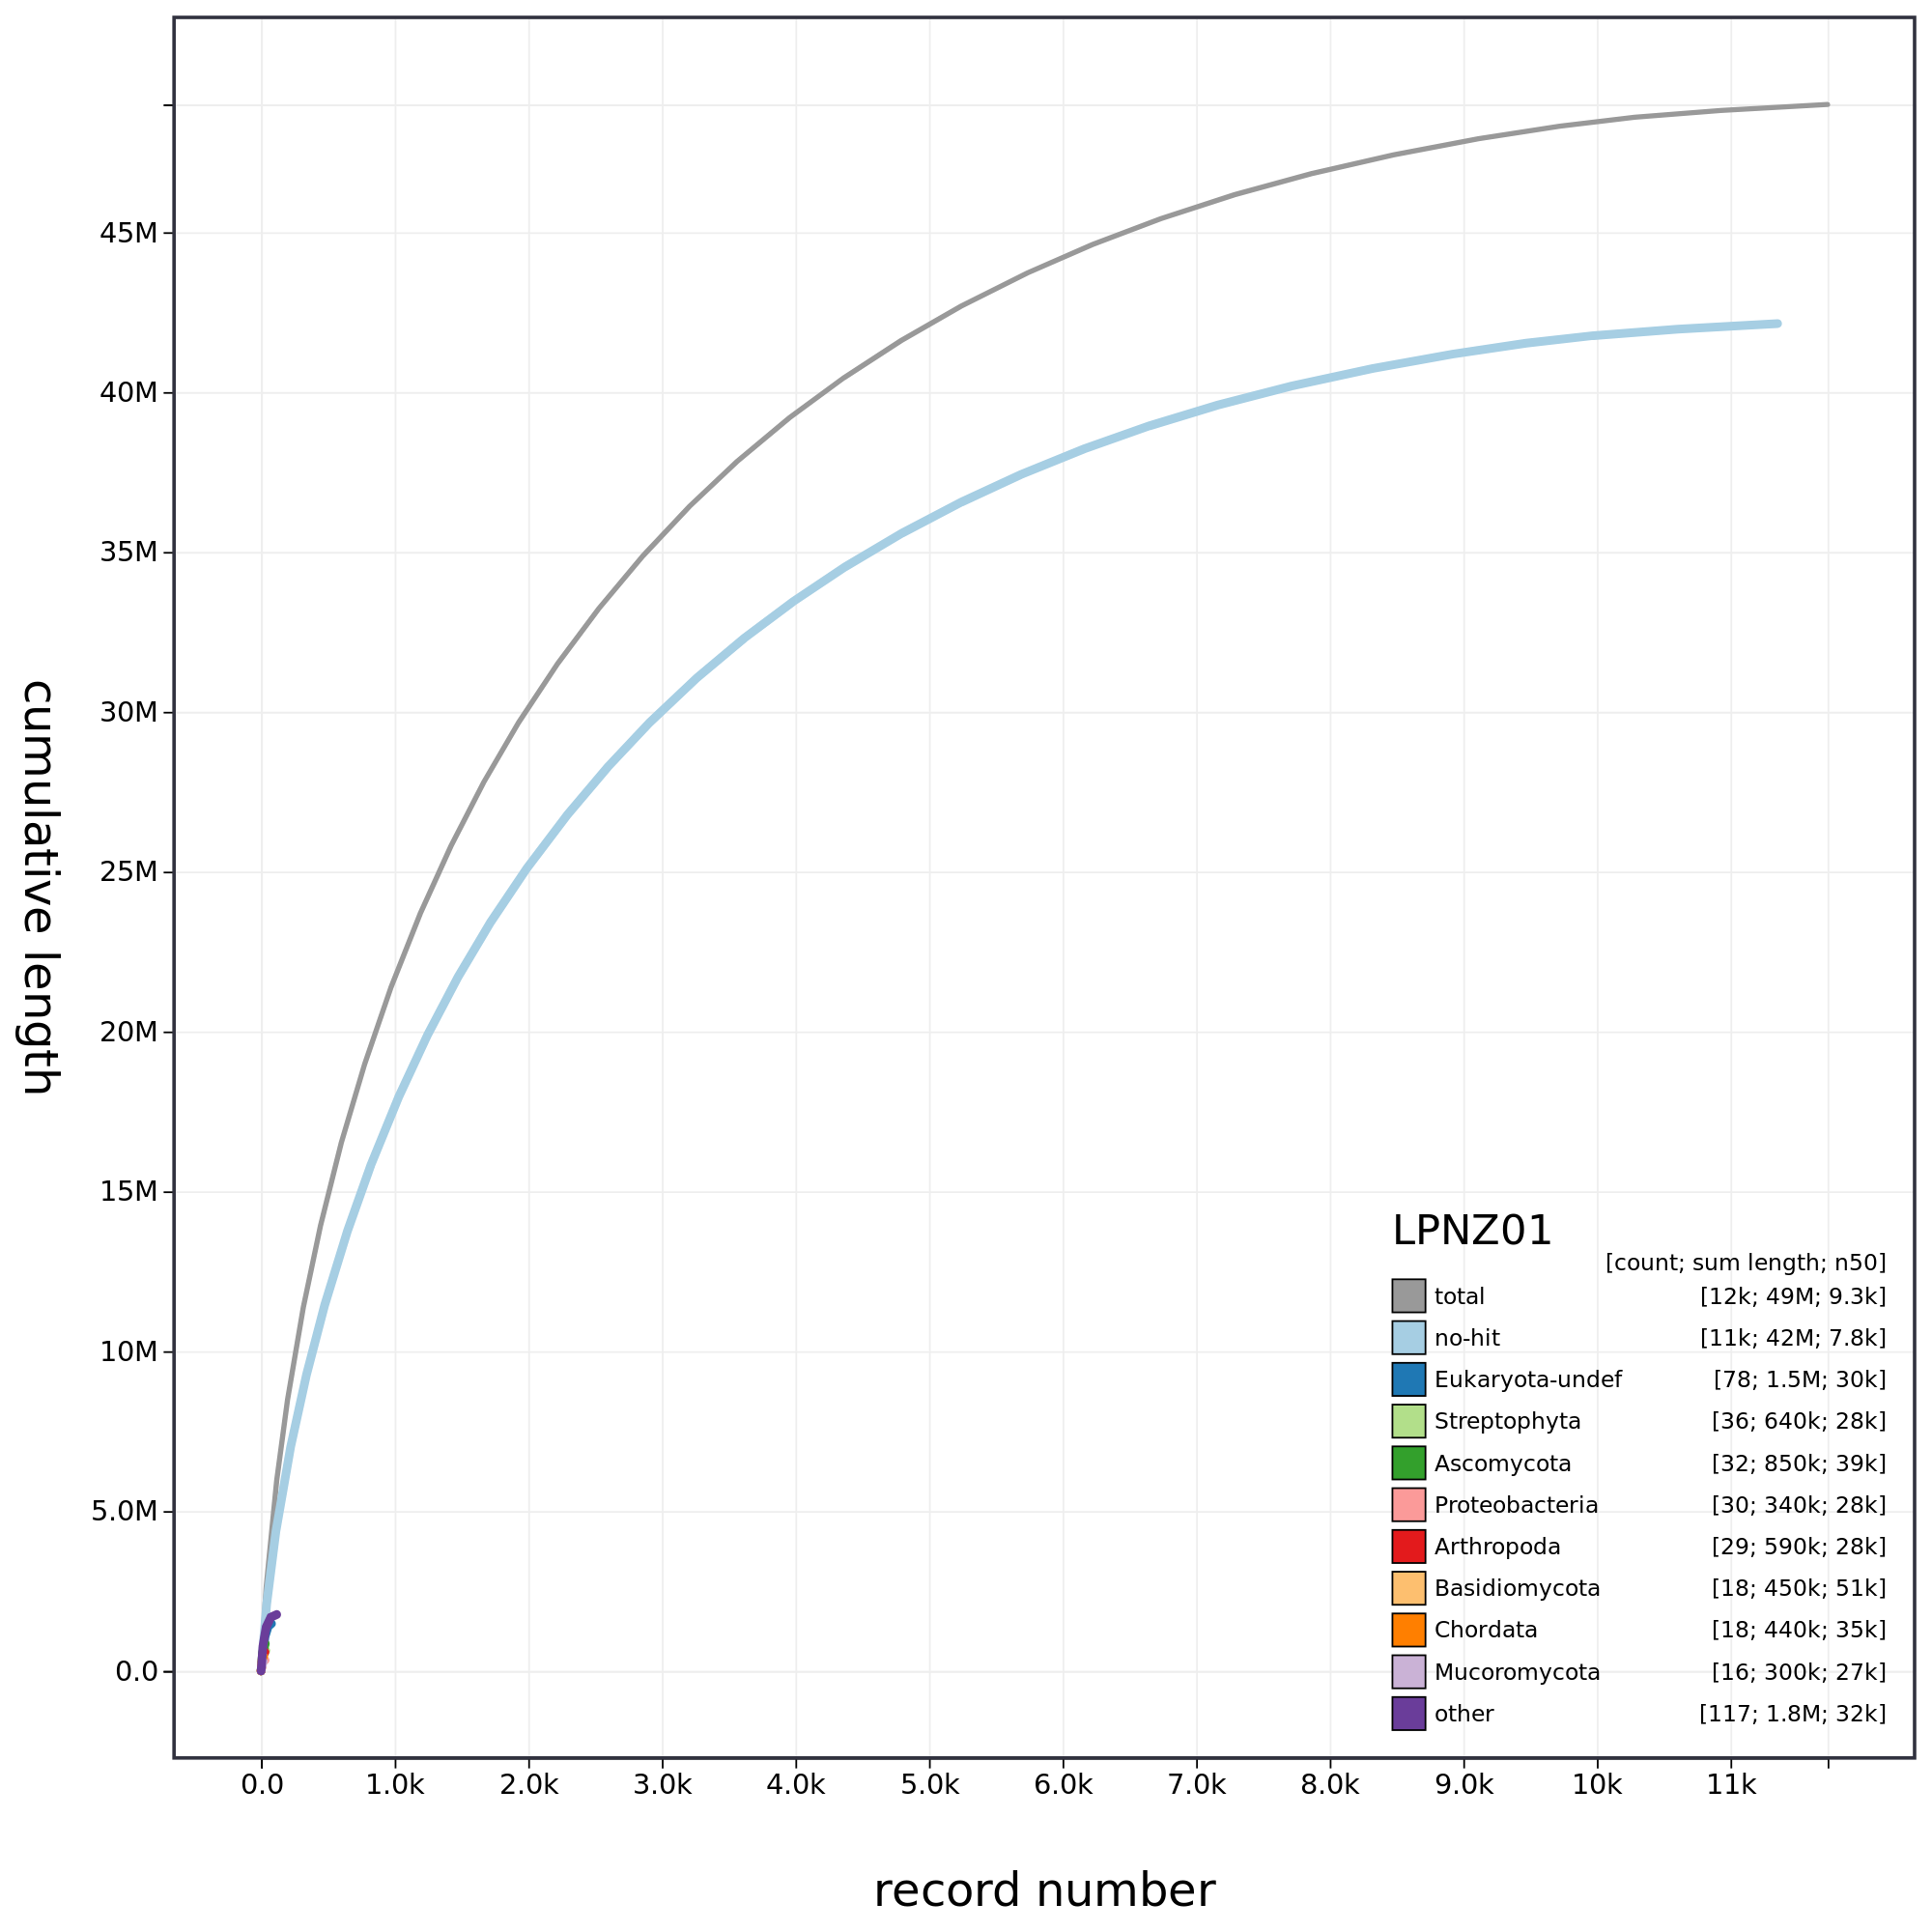 cumulative length
45M
40M
35M
30M
25M
20M
15M
10M
5.0M
0.0
LPNZ01
[count; sum length; n50]
total [12k; 49M; 9.3k]
no-hit [11k; 42M; 7.8k]
Eukaryota-undef [78; 1.5M; 30k]
Streptophyta [36; 640k; 28k]
Ascomycota [32; 850k; 39k]
Proteobacteria [30; 340k; 28k]
Arthropoda [29; 590k; 28k]
Basidiomycota [18; 450k; 51k]
Chordata [18; 440k; 35k]
Mucoromycota [16; 300k; 27k]
other [117; 1.8M; 32k]
0.0 1.0k 2.0k 3.0k 4.0k 5.0k 6.0k 7.0k 8.0k 9.0k 10k 11k
record number